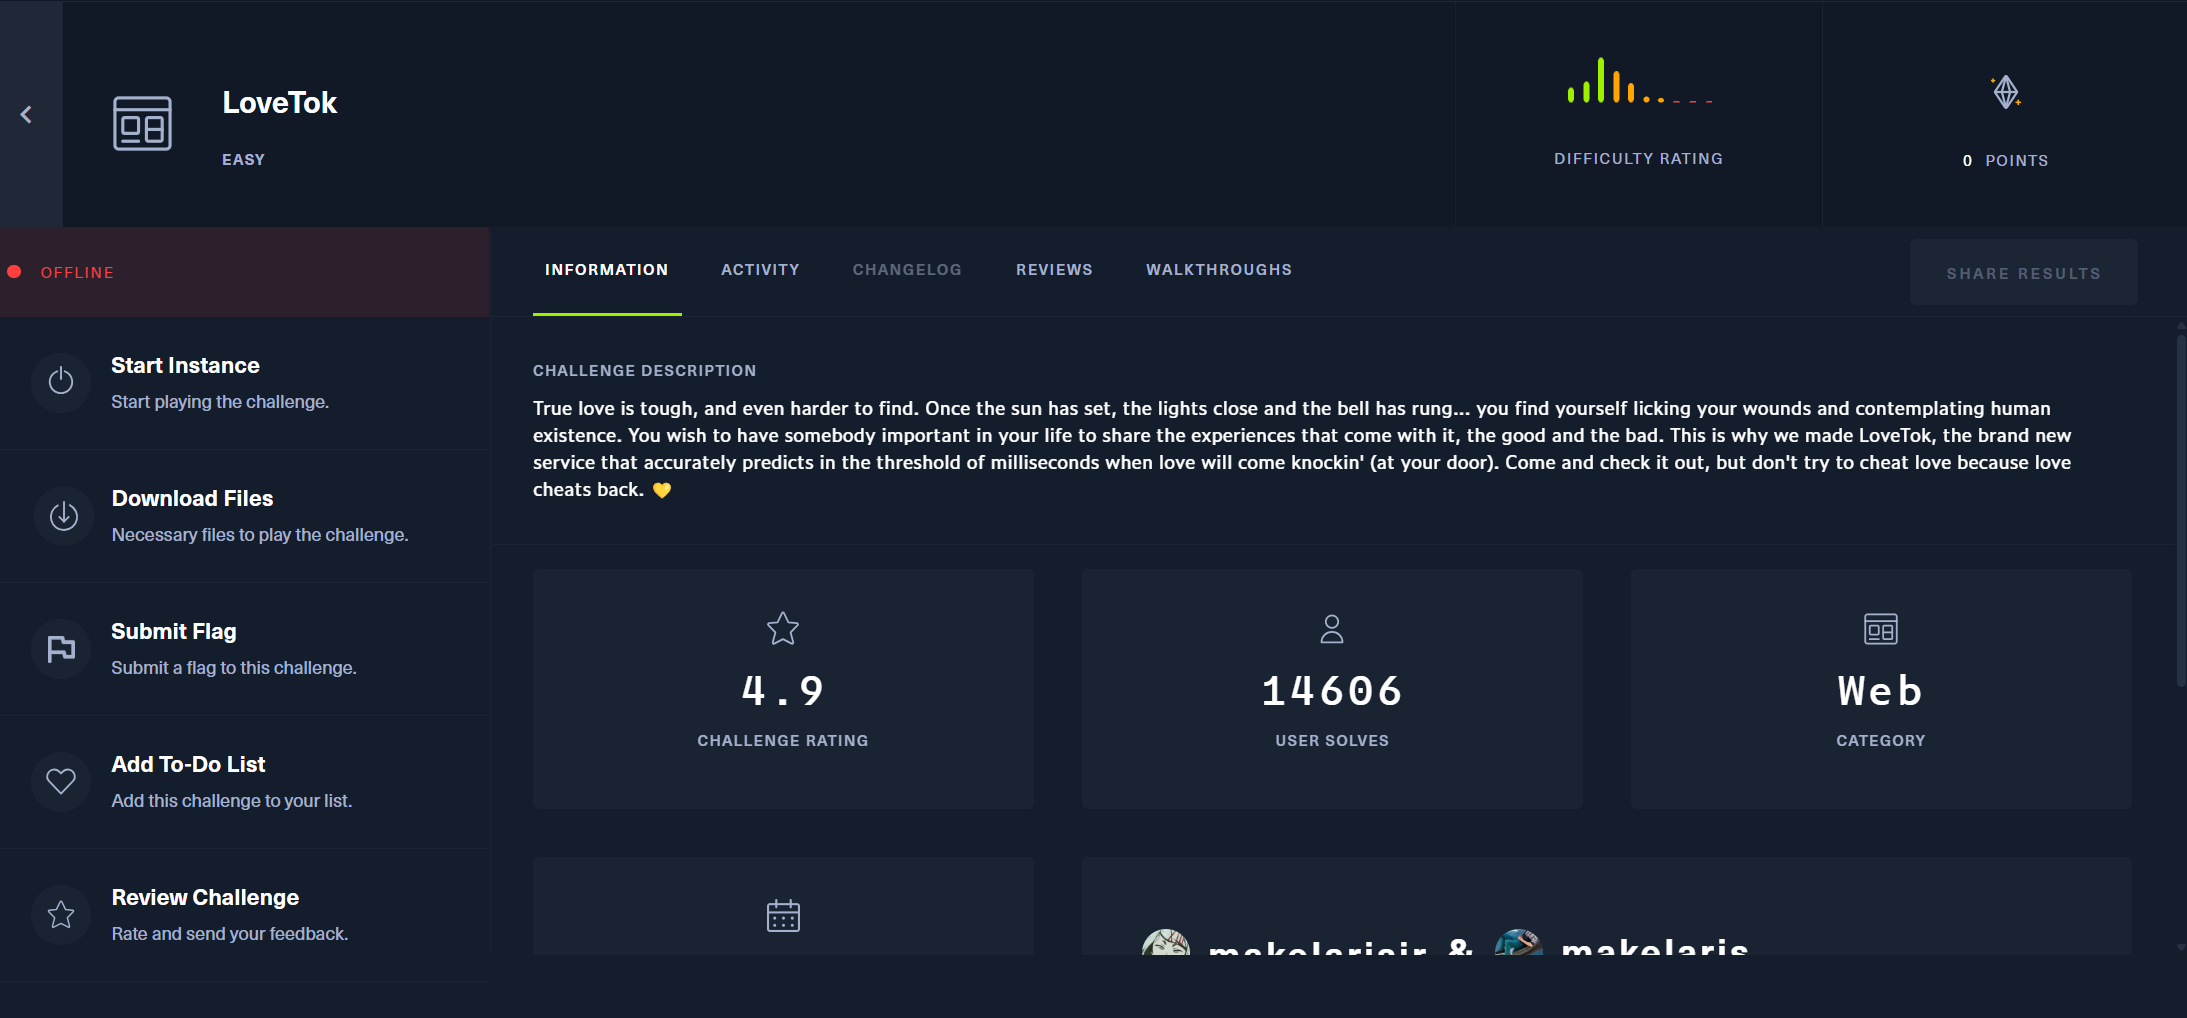 LoveTok
EASY
DIFFICULTY RATING
0 POINTS
OFFLINE
INFORMATION
ACTIVITY
CHANGELOG
REVIEWS
WALKTHROUGHS
SHARE RESULTS
Start Instance
Start playing the challenge.
Download Files
Necessary files to play the challenge.
Submit Flag
Submit a flag to this challenge.
Add To-Do List
Add this challenge to your list.
Review Challenge
Rate and send your feedback.
CHALLENGE DESCRIPTION
True love is tough, and even harder to find. Once the sun has set, the lights close and the bell has rung... you find yourself licking your wounds and contemplating human
existence. You wish to have somebody important in your life to share the experiences that come with it, the good and the bad. This is why we made LoveTok, the brand new
service that accurately predicts in the threshold of milliseconds when love will come knockin' (at your door). Come and check it out, but don't try to cheat love because love
cheats back. 💛
4.9
CHALLENGE RATING
14606
USER SOLVES
Web
CATEGORY
makelarisjr & makelaris